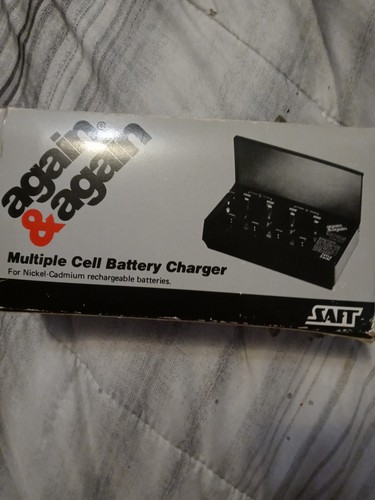 again®
& again
Multiple Cell Battery Charger
For Nickel-Cadmium rechargeable batteries.
SAFT